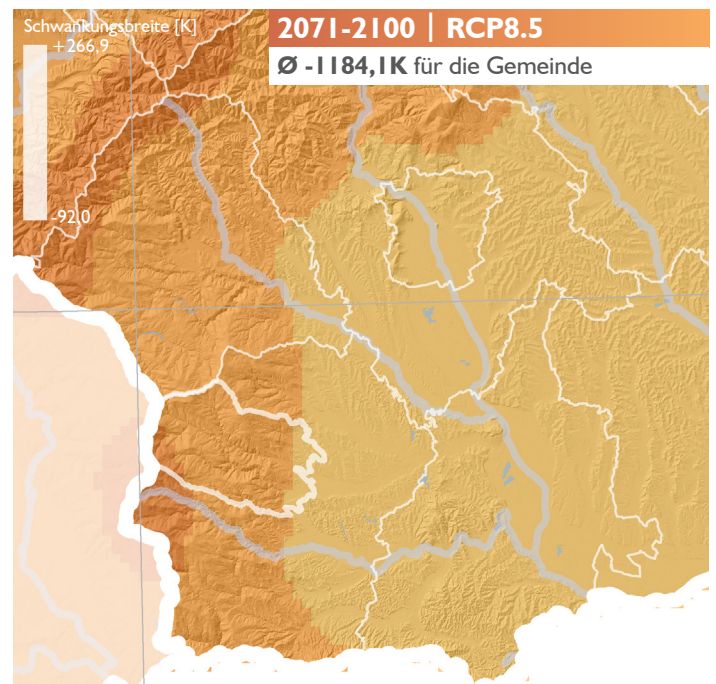 Schwankungsbreite [K]
+266,9
-92,0
2071-2100 | RCP8.5
Ø -1184,1K für die Gemeinde